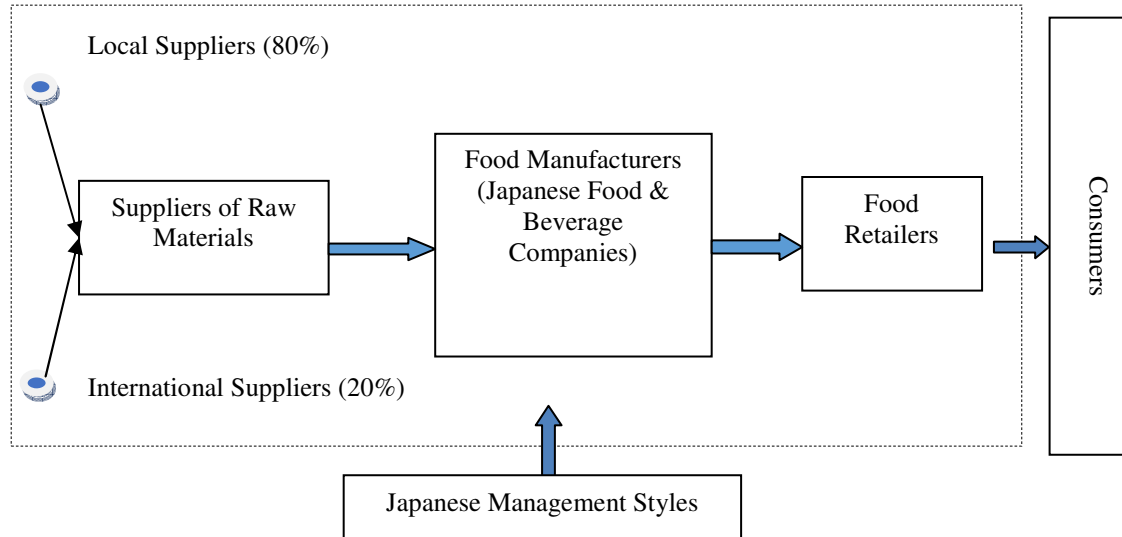 Local Suppliers (80%)
Suppliers of Raw
Materials
International Suppliers (20%)
Food Manufacturers
(Japanese Food &
Beverage
Companies)
Food
Retailers
Consumers
Japanese Management Styles